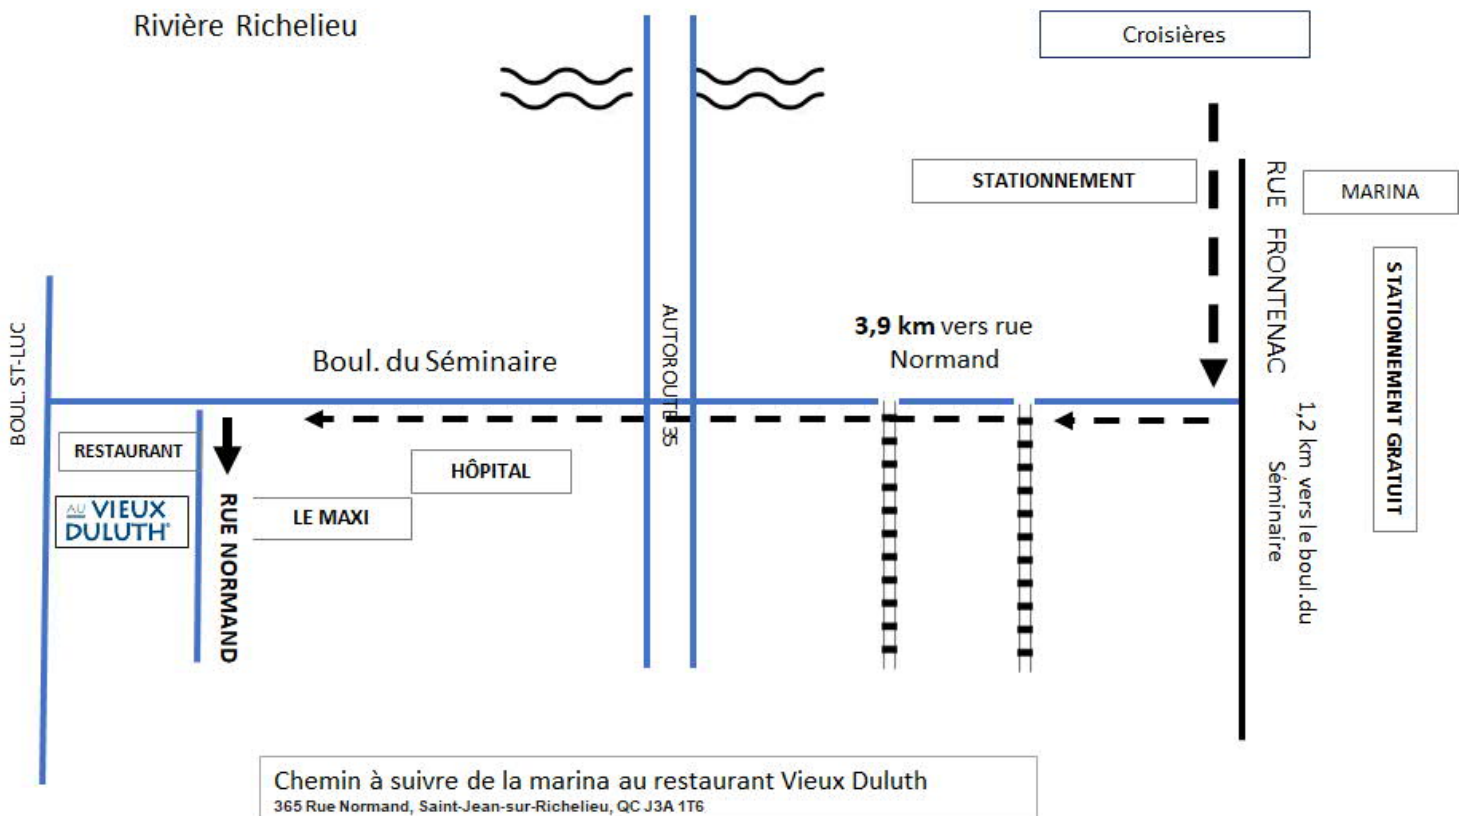 Rivière Richelieu
Croisières
STATIONNEMENT
RUE FRONTENAC
MARINA
STATIONNEMENT GRATUIT
BOUL. ST-LUC
Boul. du Séminaire
AUTOROUTE 35
3,9 km vers rue
Normand
1,2 km vers le boul.du
Séminaire
RESTAURANT
AU VIEUX
DULUTH
RUE NORMAND
LE MAXI
HÔPITAL
Chemin à suivre de la marina au restaurant Vieux Duluth
365 Rue Normand, Saint-Jean-sur-Richelieu, QC J3A 1T6